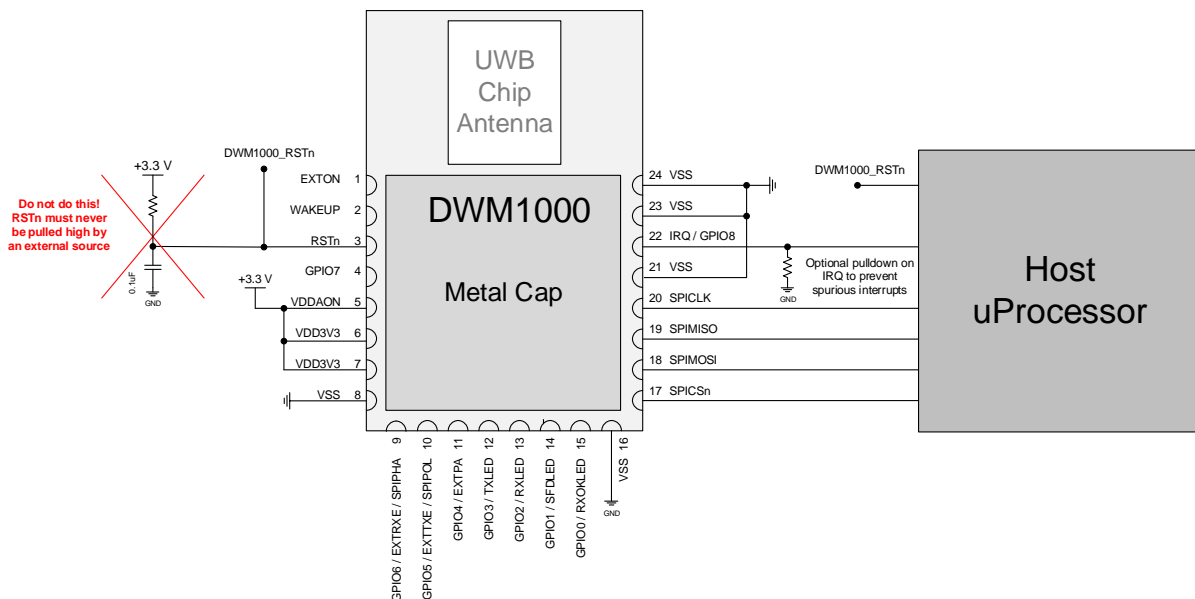 UWB
Chip
Antenna
+3.3 V
DWM1000_RSTn
Do not do this!
RSTn must never
be pulled high by
an external source
0.1uF
GND
+3.3 V
EXTON 1
WAKEUP 2
RSTn 3
GPIO7 4
VDDAON 5
VDD3V3 6
VDD3V3 7
VSS 8
DWM1000
Metal Cap
24 VSS
23 VSS
22 IRQ / GPIO8
21 VSS
20 SPICLK
19 SPIMISO
18 SPIMOSI
17 SPICSn
DWM1000_RSTn
Optional pulldown on
IRQ to prevent
spurious interrupts
GND
Host
uProcessor
GPIO6 / EXTRXE / SPIPHA 9
GPIO5 / EXTTXE / SPIPOL 10
GPIO4 / EXTPA 11
GPIO3 / TXLED 12
GPIO2 / RXLED 13
GPIO1 / SFDLED 14
GPIO0 / RXOKLED 15
VSS 16
GND